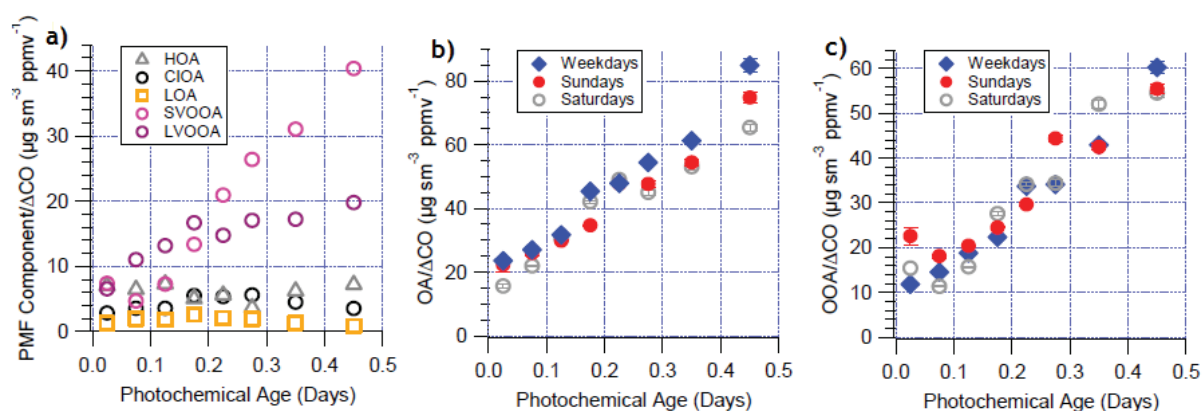 a)
HOA
CIOA
LOA
SVOOA
LVOOA
PMF Component/ΔCO (µg sm⁻³ ppmv⁻¹)
40
30
20
10
0
0.0 0.1 0.2 0.3 0.4 0.5
Photochemical Age (Days)
b)
Weekdays
Sundays
Saturdays
OA/ΔCO (µg sm⁻³ ppmv⁻¹)
80
60
40
20
0
0.0 0.1 0.2 0.3 0.4 0.5
Photochemical Age (Days)
c)
Weekdays
Sundays
Saturdays
OOA/ΔCO (µg sm⁻³ ppmv⁻¹)
60
50
40
30
20
10
0
0.0 0.1 0.2 0.3 0.4 0.5
Photochemical Age (Days)